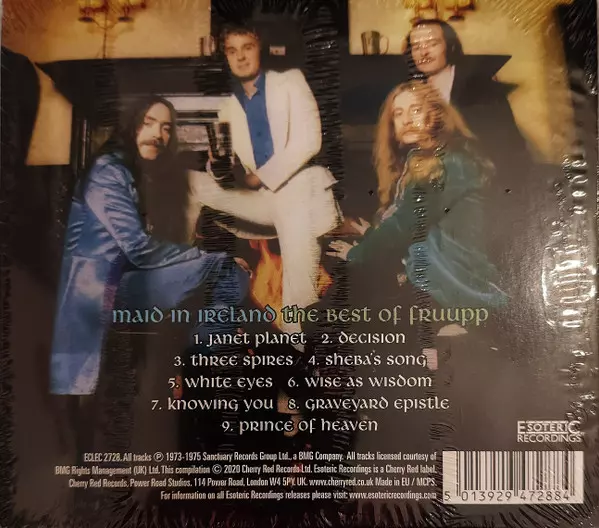 Maid in Ireland the Best of Fruupp
1. Janet Planet 2. Decision
3. Three Spires 4. Sheba's Song
5. White Eyes 6. Wise as Wisdom
7. Knowing You 8. Graveyard Epistle
9. Prince of Heaven
ESOTERIC
RECORDINGS
ECLEC 2728. All tracks ℗ 1973-1975 Sanctuary Records Group Ltd., a BMG Company. All tracks licensed courtesy of
BMG Rights Management (UK) Ltd. This compilation ©2020 Cherry Red Records Ltd. Esoteric Recordings is a Cherry Red label.
Cherry Red Records, Power Road Studios. 114 Power Road, London W4 5PY. UK. www.cherryred.co.uk Made in EU / MCPS.
For information on all Esoteric Recordings releases please visit: www.esotericrecordings.com
5 013929 472884